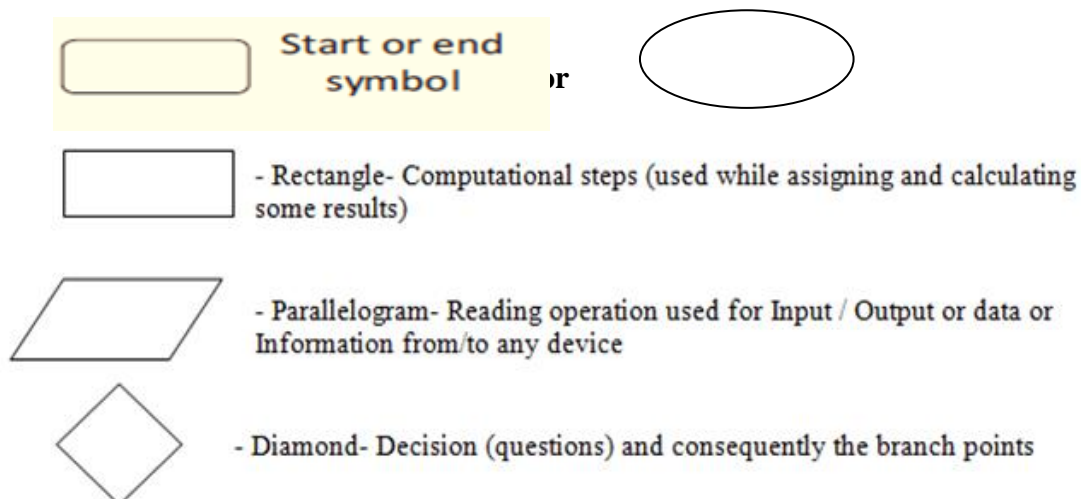 Start or end
symbol
or
- Rectangle- Computational steps (used while assigning and calculating
some results)
- Parallelogram- Reading operation used for Input / Output or data or
Information from/to any device
- Diamond- Decision (questions) and consequently the branch points